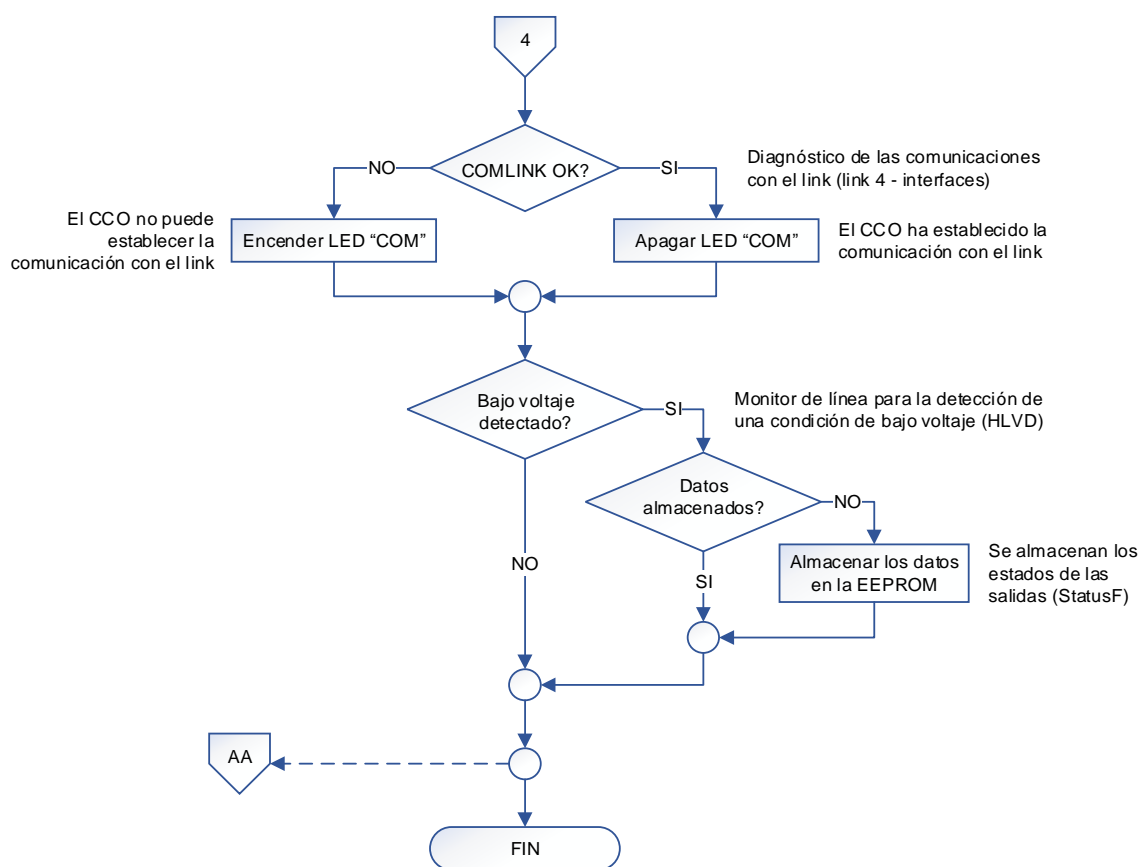 4
COMLINK OK?
NO
SI
Diagnóstico de las comunicaciones
con el link (link 4 - interfaces)
El CCO no puede
establecer la
comunicación con el link
Encender LED “COM”
Apagar LED “COM”
El CCO ha establecido la
comunicación con el link
Bajo voltaje
detectado?
SI
Monitor de línea para la detección de
una condición de bajo voltaje (HLVD)
Datos
almacenados?
NO
NO
SI
Almacenar los datos
en la EEPROM
Se almacenan los
estados de las
salidas (StatusF)
AA
FIN